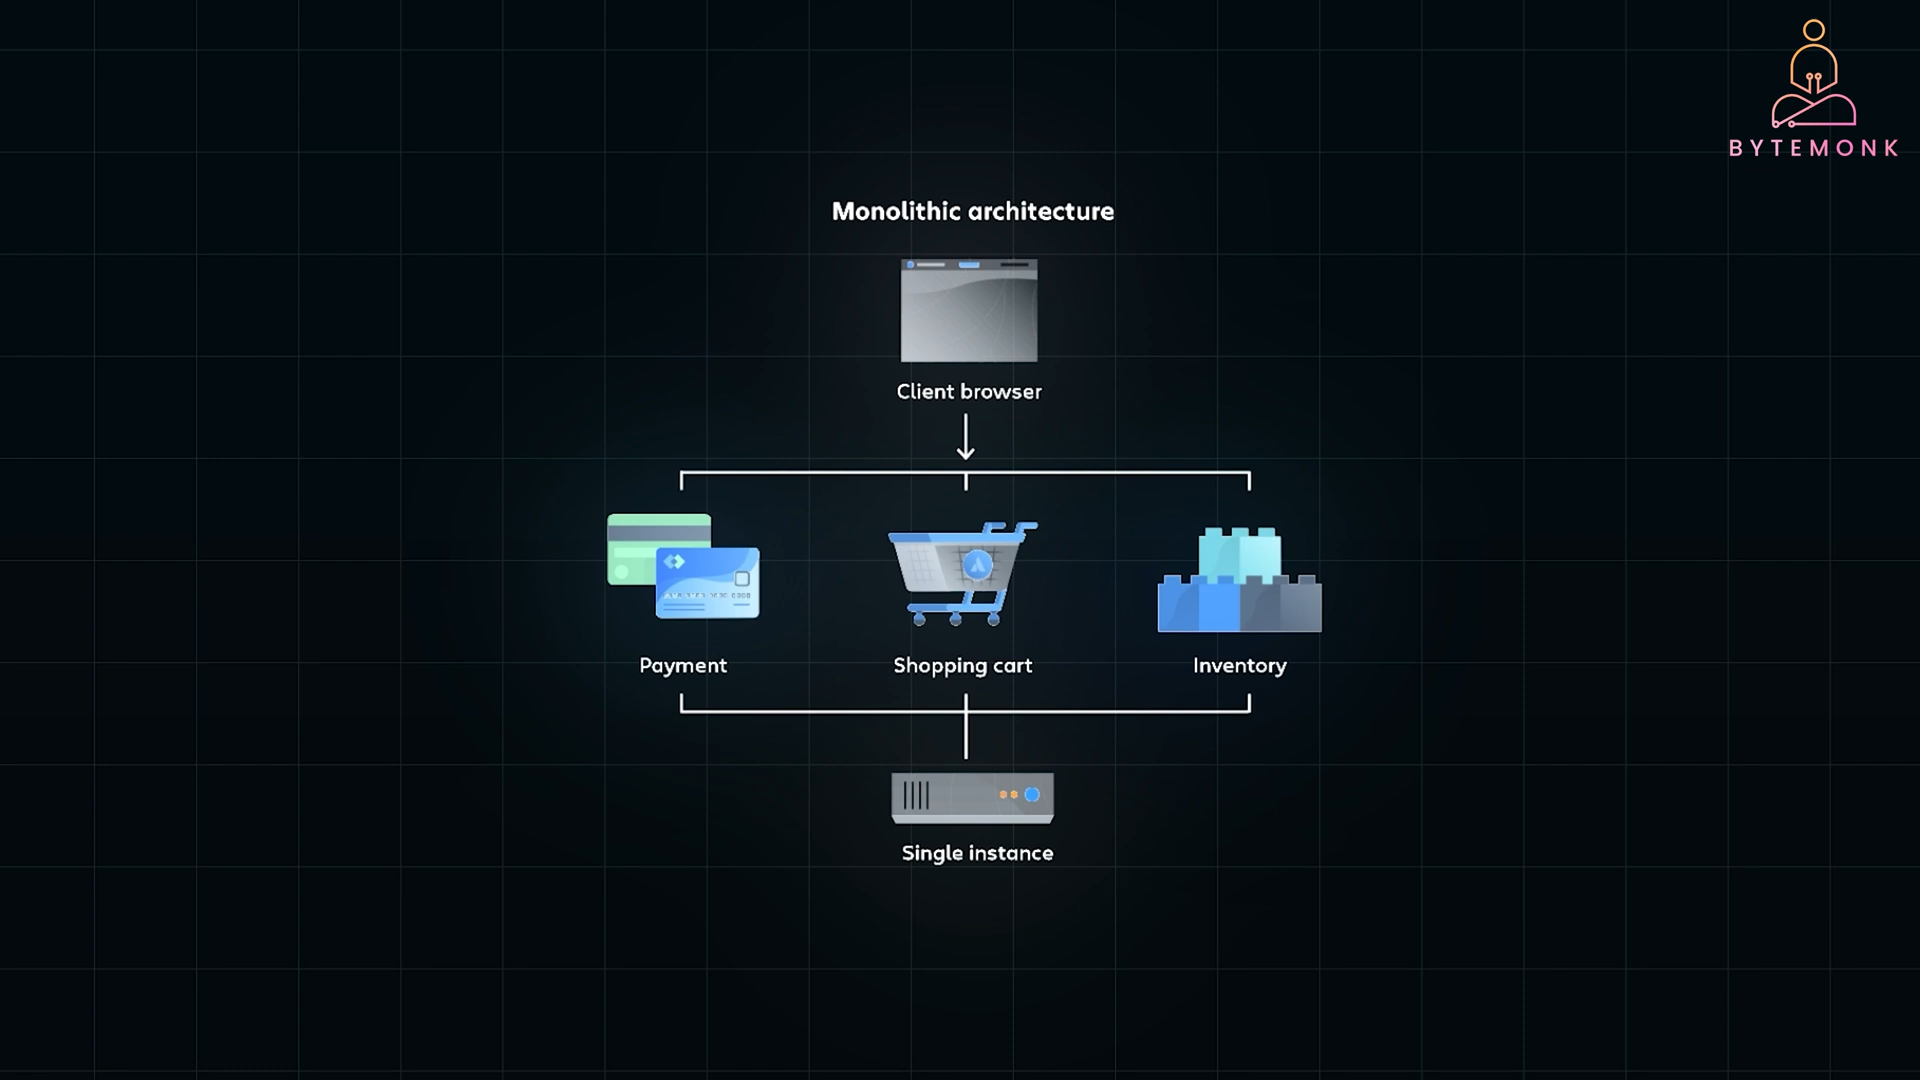 BYTEMONK
Monolithic architecture
Client browser
Payment
Shopping cart
Inventory
Single instance